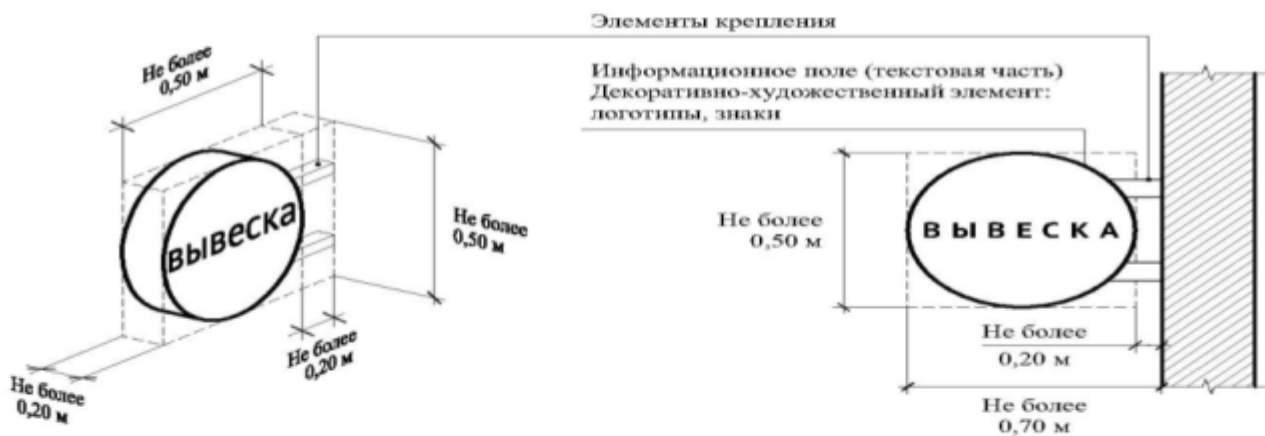 Элементы крепления
Информационное поле (текстовая часть)
Декоративно-художественный элемент:
логотипы, знаки
Не более
0,50 м
вывеска
Не более
0,50 м
Не более
0,20 м
Не более
0,20 м
Не более
0,50 м
ВЫВЕСКА
Не более
0,20 м
Не более
0,70 м